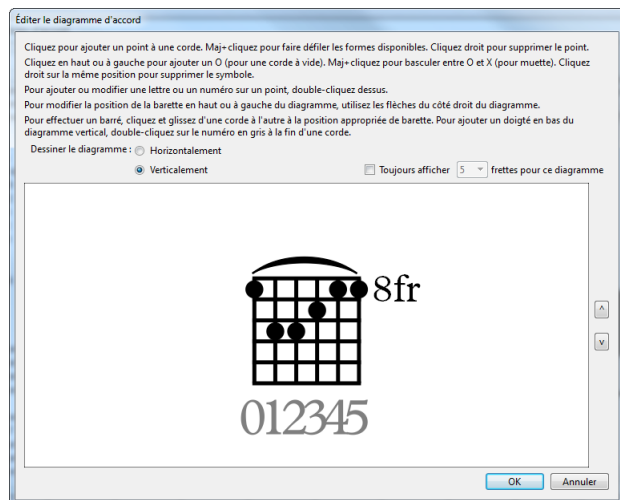 Éditer le diagramme d'accord
Cliquez pour ajouter un point à une corde. Maj+cliquez pour faire défiler les formes disponibles. Cliquez droit pour supprimer le point.
Cliquez en haut ou à gauche pour ajouter un O (pour une corde à vide). Maj+cliquez pour basculer entre O et X (pour muette). Cliquez
droit sur la même position pour supprimer le symbole.
Pour ajouter ou modifier une lettre ou un numéro sur un point, double-cliquez dessus.
Pour modifier la position de la barette en haut ou à gauche du diagramme, utilisez les flèches du côté droit du diagramme.
Pour effectuer un barré, cliquez et glissez d'une corde à l'autre à la position appropriée de barette. Pour ajouter un doigté en bas du
diagramme vertical, double-cliquez sur le numéro en gris à la fin d'une corde.
Dessiner le diagramme : Horizontalement
Verticalement Toujours afficher 5 frettes pour ce diagramme
8fr
^
v
012345
OK Annuler